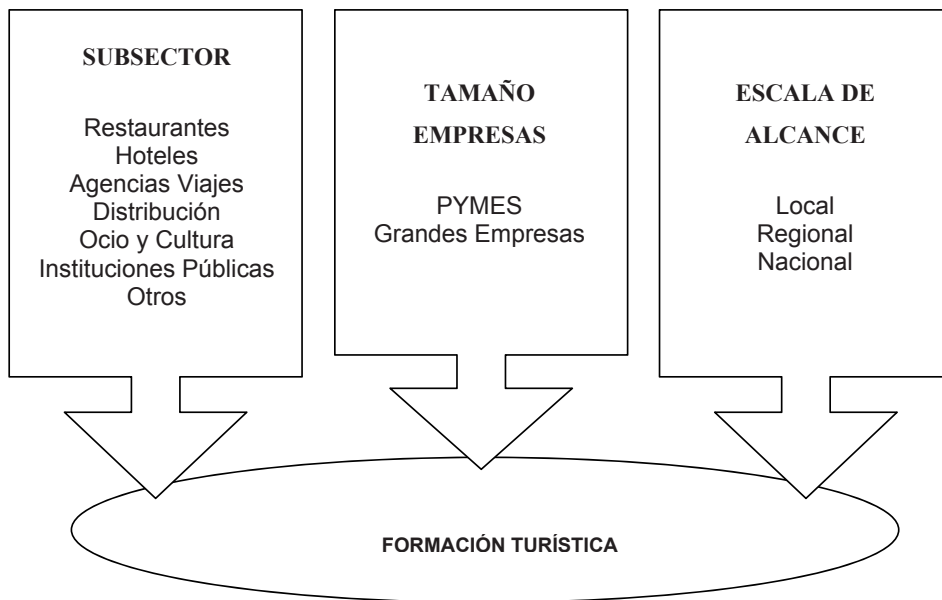 SUBSECTOR
Restaurantes
Hoteles
Agencias Viajes
Distribución
Ocio y Cultura
Instituciones Públicas
Otros
TAMAÑO
EMPRESAS
PYMES
Grandes Empresas
ESCALA DE
ALCANCE
Local
Regional
Nacional
FORMACIÓN TURÍSTICA